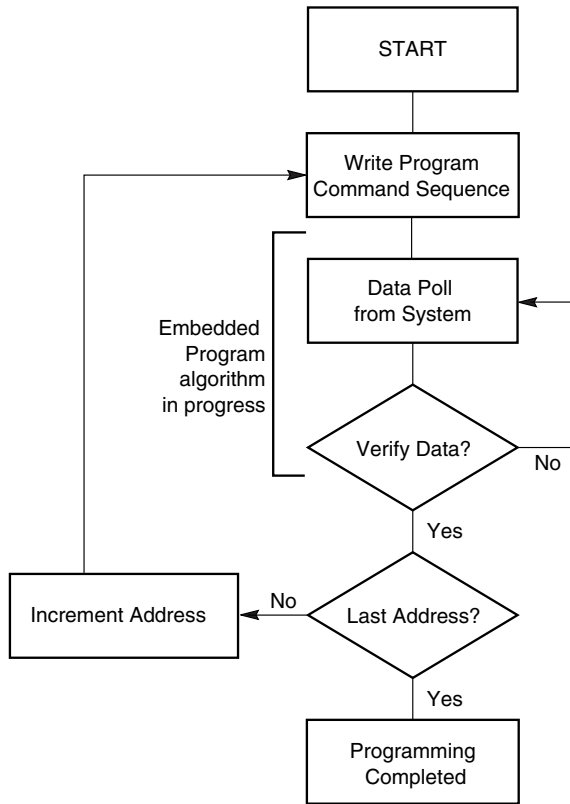 START
Write Program
Command Sequence
Data Poll
from System
Embedded
Program
algorithm
in progress
Verify Data?
No
Yes
Increment Address
No
Last Address?
Yes
Programming
Completed